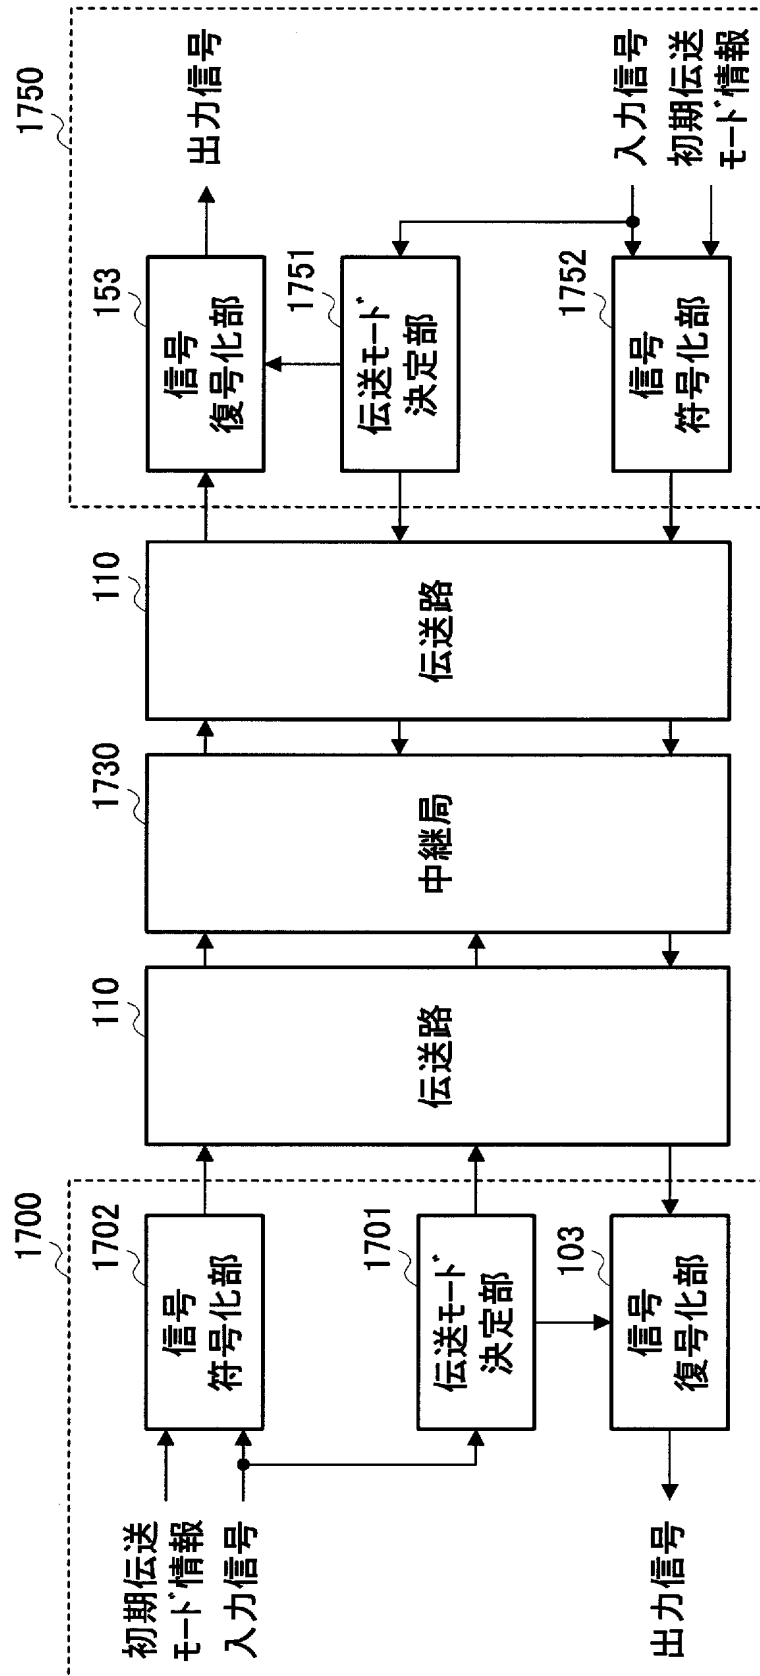 1700
初期伝送
モード情報
入力信号
1702
信号
符号化部
1701
伝送モード
決定部
103
信号
復号化部
出力信号
110
伝送路
1730
中継局
110
伝送路
1750
153
信号
復号化部
出力信号
1751
伝送モード
決定部
1752
信号
符号化部
入力信号
初期伝送
モード情報